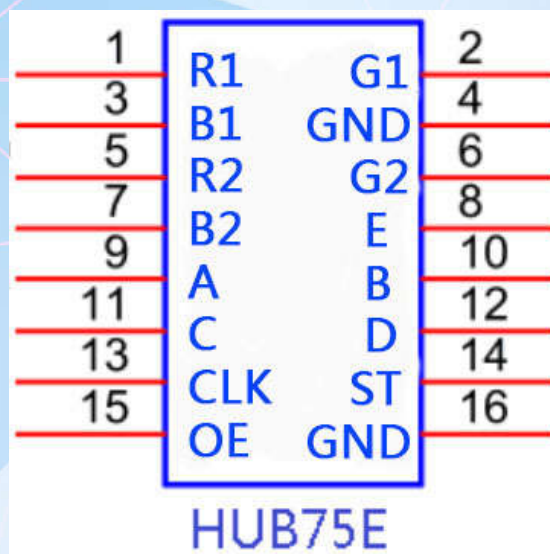 1 R1 G1 2
3 B1 GND 4
5 R2 G2 6
7 B2 E 8
9 A B 10
11 C D 12
13 CLK ST 14
15 OE GND 16
HUB75E